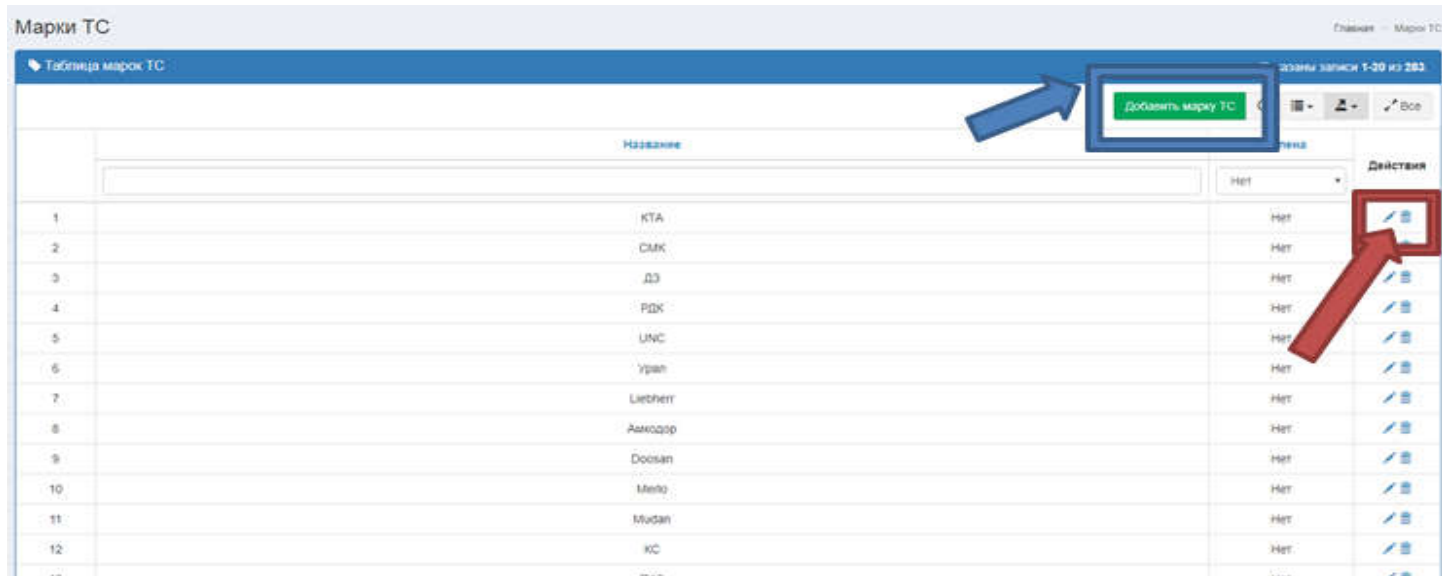 Марки ТС
Главная Марки ТС
Таблица марок ТС
записи 1-20 из 283.
Добавить марку ТС
Все
Название
Действия
Нет
1 КТА Нет
2 СМК Нет
3 ДЗ Нет
4 РДК Нет
5 UNC Нет
6 Урал Нет
7 Liebherr Нет
8 Амкодор Нет
9 Doosan Нет
10 Merlo Нет
11 Mudan Нет
12 КС Нет